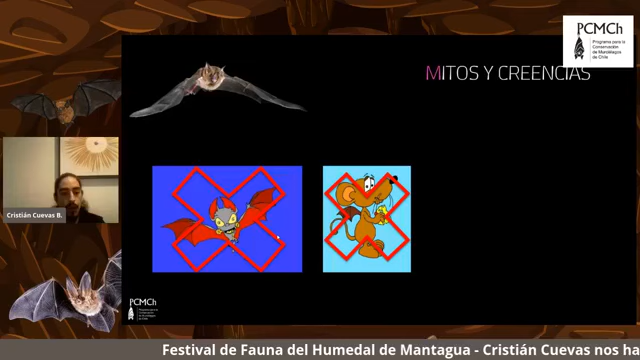 PCMCh
Programa para la
Conservación
de Murciélagos
de Chile
MITOS Y CREENCIAS
Cristián Cuevas B.
PCMCh
Festival de Fauna del Humedal de Mantagua - Cristián Cuevas nos ha